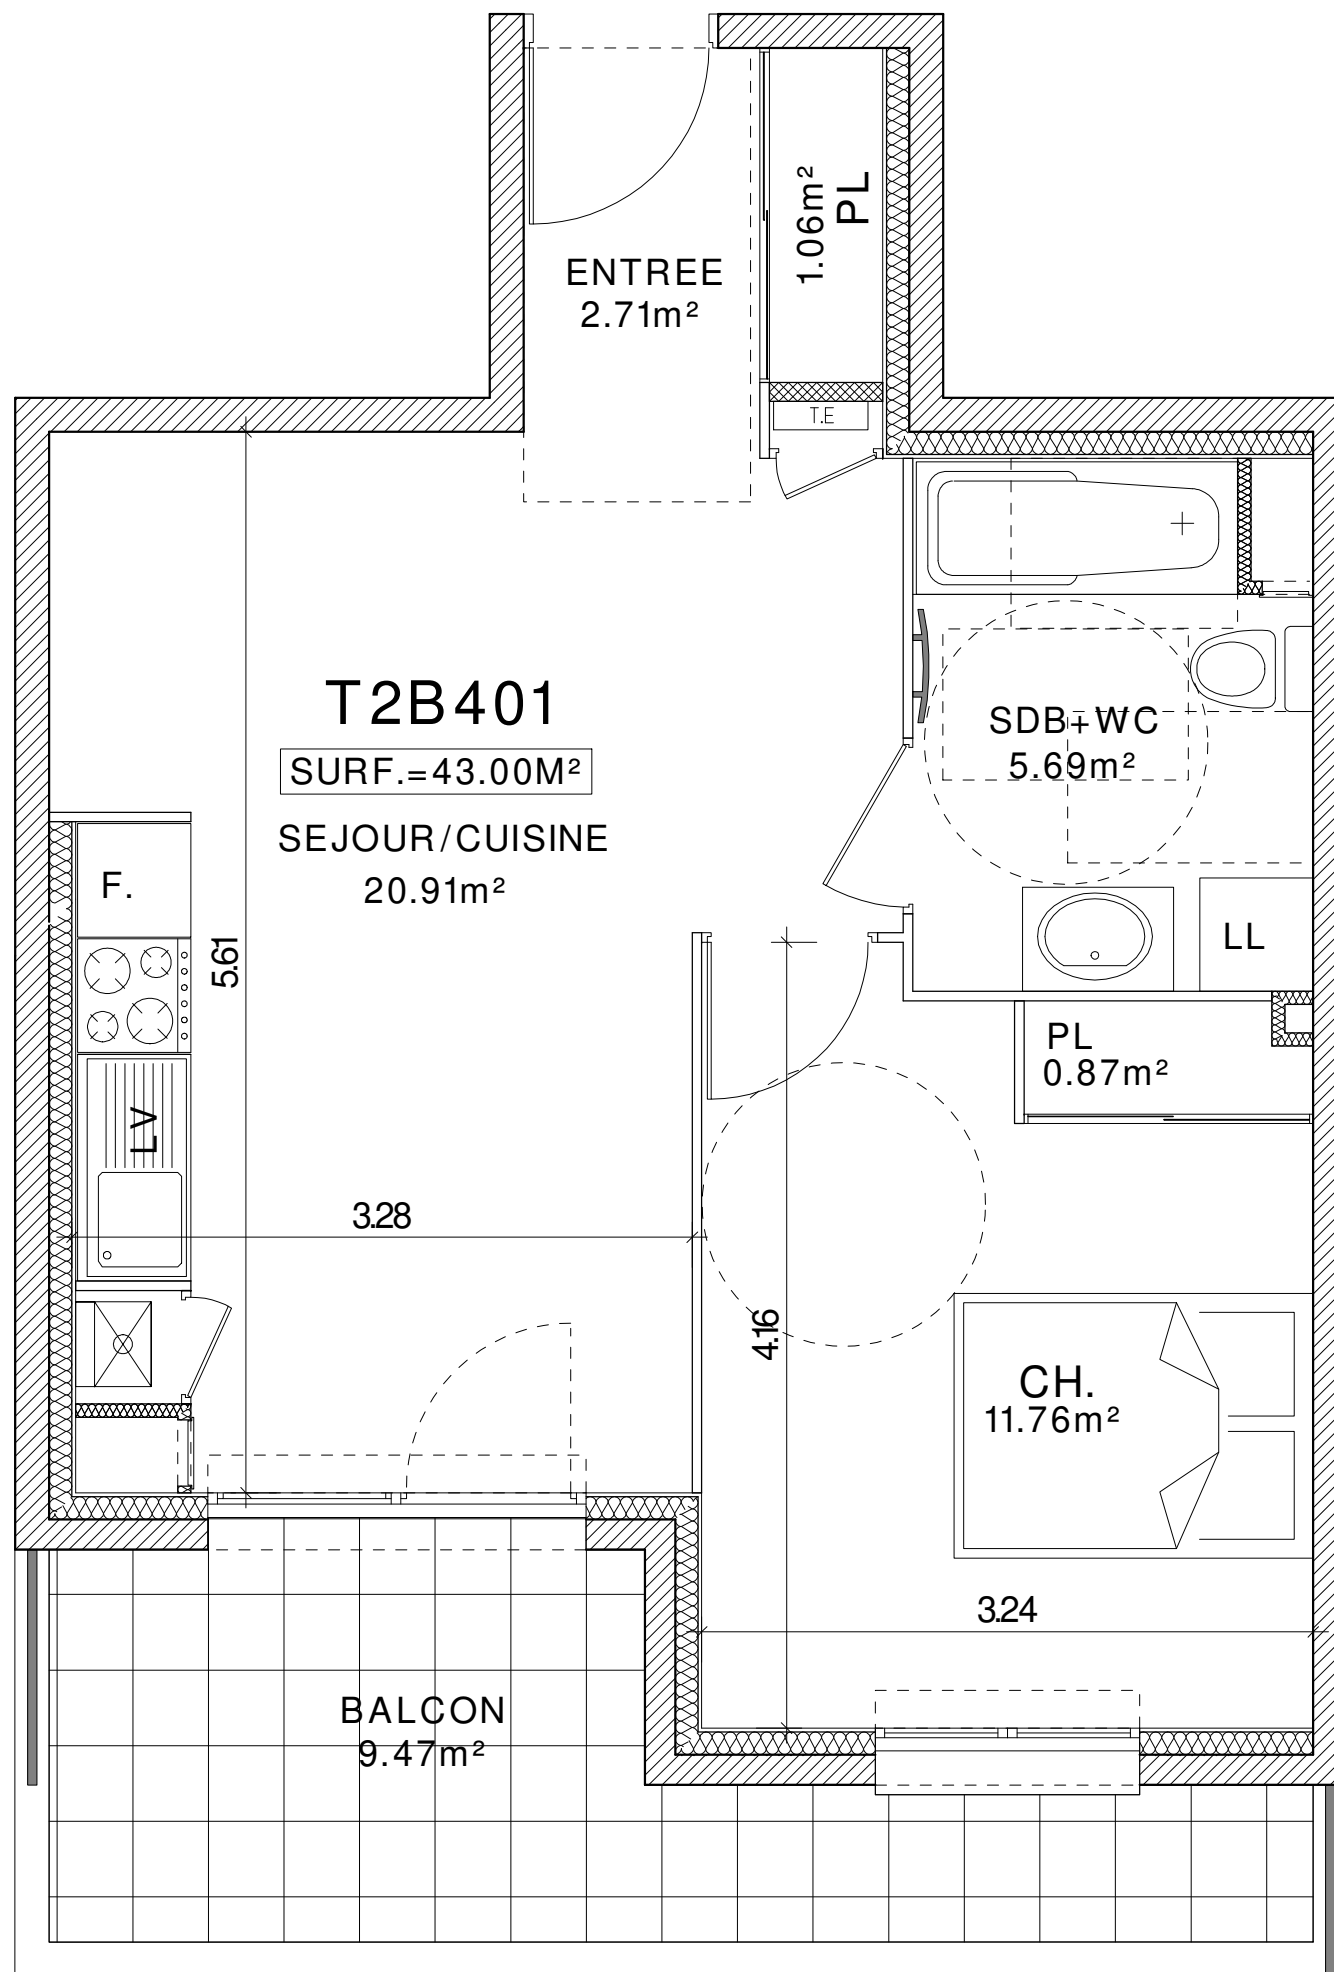 1.06m²
PL
ENTREE
2.71m²
T.E
T2B401
SURF.=43.00M²
SEJOUR/CUISINE
20.91m²
SDB+WC
5.69m²
F.
5.61
LL
PL
0.87m²
LV
3.28
4.16
CH.
11.76m²
3.24
BALCON
9.47m²